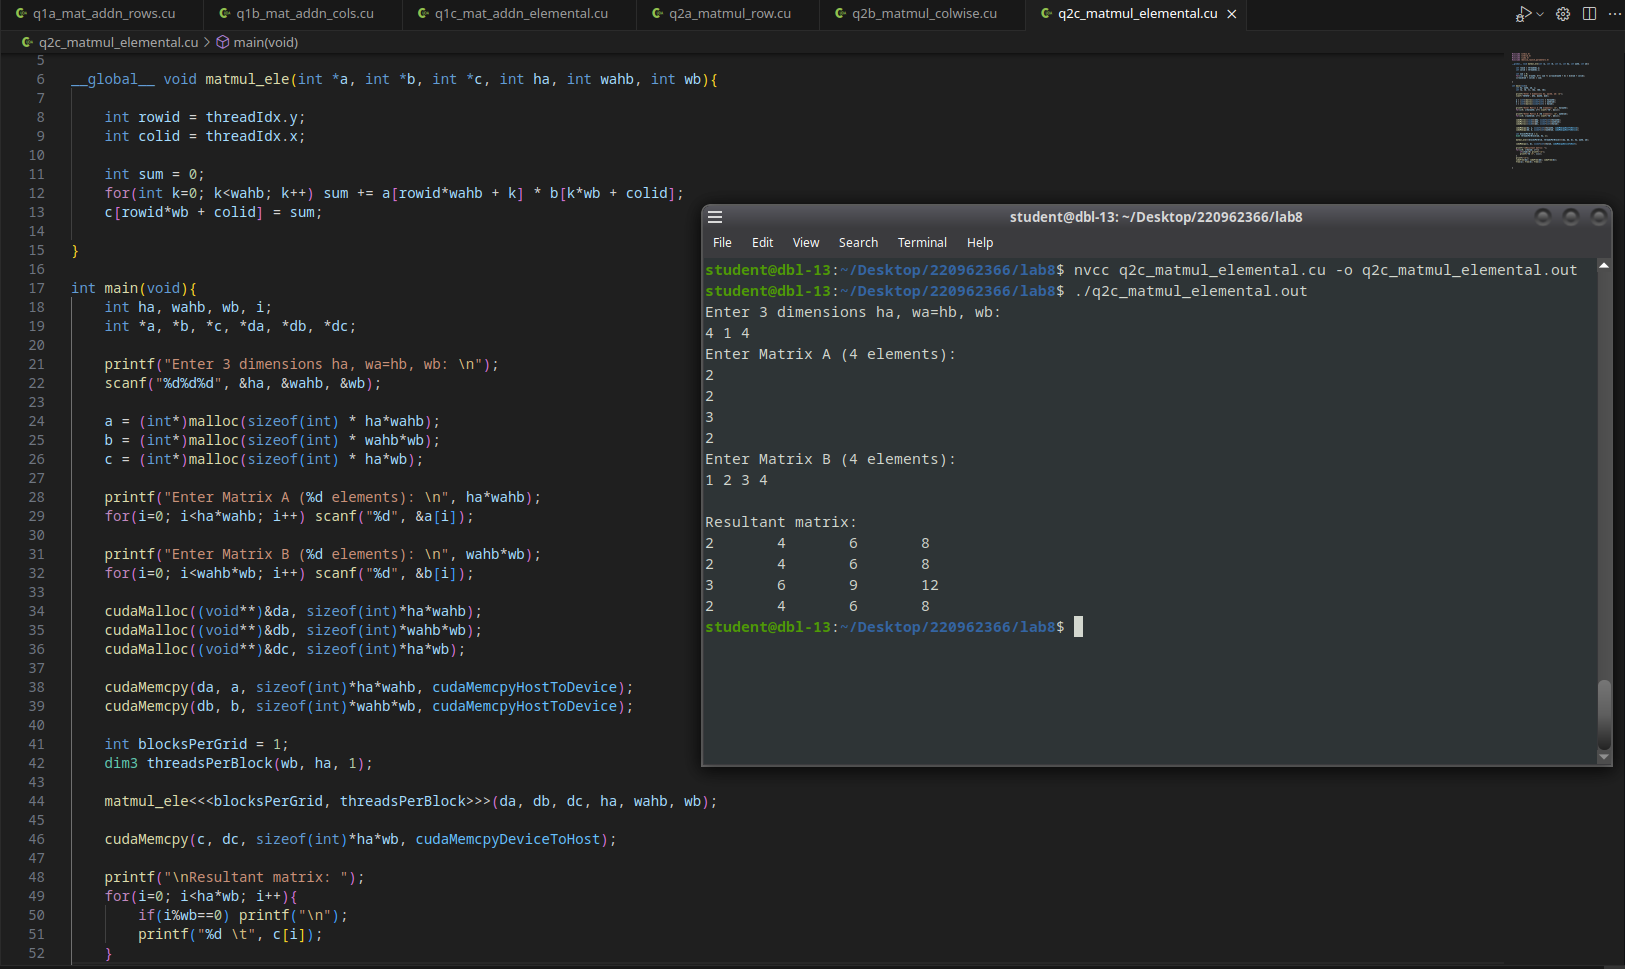 q1a_mat_addn_rows.cu q1b_mat_addn_cols.cu q1c_mat_addn_elemental.cu q2a_matmul_row.cu q2b_matmul_colwise.cu q2c_matmul_elemental.cu
q2c_matmul_elemental.cu > main(void)
5
6 __global__ void matmul_ele(int *a, int *b, int *c, int ha, int wahb, int wb){
7
8 int rowid = threadIdx.y;
9 int colid = threadIdx.x;
10
11 int sum = 0;
12 for(int k=0; k<wahb; k++) sum += a[rowid*wahb + k] * b[k*wb + colid];
13 c[rowid*wb + colid] = sum;
14
15 }
16
17 int main(void){
18 int ha, wahb, wb, i;
19 int *a, *b, *c, *da, *db, *dc;
20
21 printf("Enter 3 dimensions ha, wa=hb, wb: \n");
22 scanf("%d%d%d", &ha, &wahb, &wb);
23
24 a = (int*)malloc(sizeof(int) * ha*wahb);
25 b = (int*)malloc(sizeof(int) * wahb*wb);
26 c = (int*)malloc(sizeof(int) * ha*wb);
27
28 printf("Enter Matrix A (%d elements): \n", ha*wahb);
29 for(i=0; i<ha*wahb; i++) scanf("%d", &a[i]);
30
31 printf("Enter Matrix B (%d elements): \n", wahb*wb);
32 for(i=0; i<wahb*wb; i++) scanf("%d", &b[i]);
33
34 cudaMalloc((void**)&da, sizeof(int)*ha*wahb);
35 cudaMalloc((void**)&db, sizeof(int)*wahb*wb);
36 cudaMalloc((void**)&dc, sizeof(int)*ha*wb);
37
38 cudaMemcpy(da, a, sizeof(int)*ha*wahb, cudaMemcpyHostToDevice);
39 cudaMemcpy(db, b, sizeof(int)*wahb*wb, cudaMemcpyHostToDevice);
40
41 int blocksPerGrid = 1;
42 dim3 threadsPerBlock(wb, ha, 1);
43
44 matmul_ele<<<blocksPerGrid, threadsPerBlock>>>(da, db, dc, ha, wahb, wb);
45
46 cudaMemcpy(c, dc, sizeof(int)*ha*wb, cudaMemcpyDeviceToHost);
47
48 printf("\nResultant matrix: ");
49 for(i=0; i<ha*wb; i++){
50 if(i%wb==0) printf("\n");
51 printf("%d \t", c[i]);
52 }
student@dbl-13: ~/Desktop/220962366/lab8
File Edit View Search Terminal Help
student@dbl-13:~/Desktop/220962366/lab8$ nvcc q2c_matmul_elemental.cu -o q2c_matmul_elemental.out
student@dbl-13:~/Desktop/220962366/lab8$ ./q2c_matmul_elemental.out
Enter 3 dimensions ha, wa=hb, wb:
4 1 4
Enter Matrix A (4 elements):
2
2
3
2
Enter Matrix B (4 elements):
1 2 3 4

Resultant matrix:
2 4 6 8
2 4 6 8
3 6 9 12
2 4 6 8
student@dbl-13:~/Desktop/220962366/lab8$